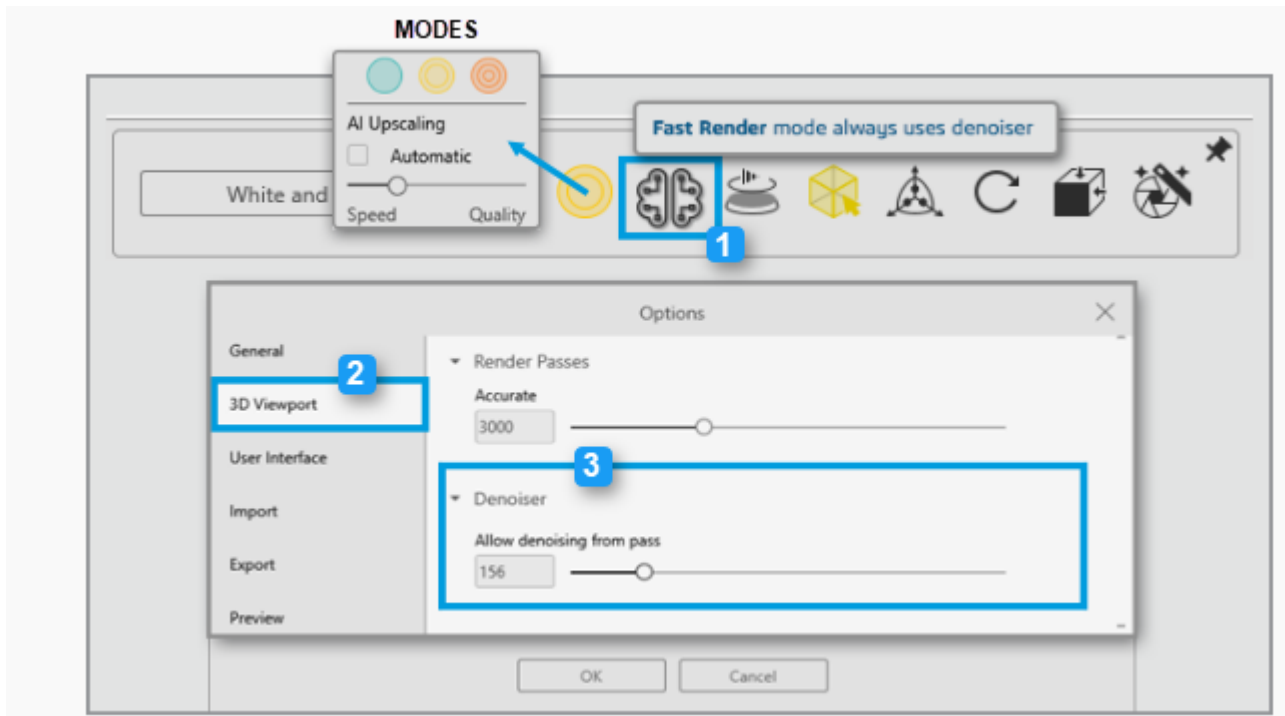 MODES
AI Upscaling
Automatic
Speed Quality
Fast Render mode always uses denoiser
White and
1
Options
General
2
3D Viewport
User Interface
Import
Export
Preview
Render Passes
Accurate
3000
3
Denoiser
Allow denoising from pass
156
OK Cancel